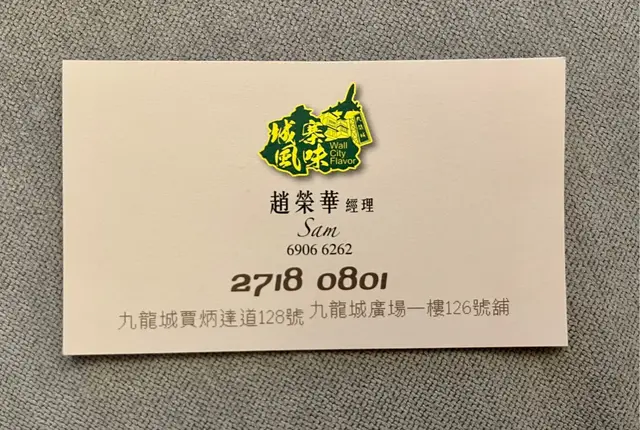 城寨
風味
Wall
City
Flavor
趙榮華 經理
Sam
6906 6262
2718 0801
九龍城賈炳達道128號 九龍城廣場一樓126號舖